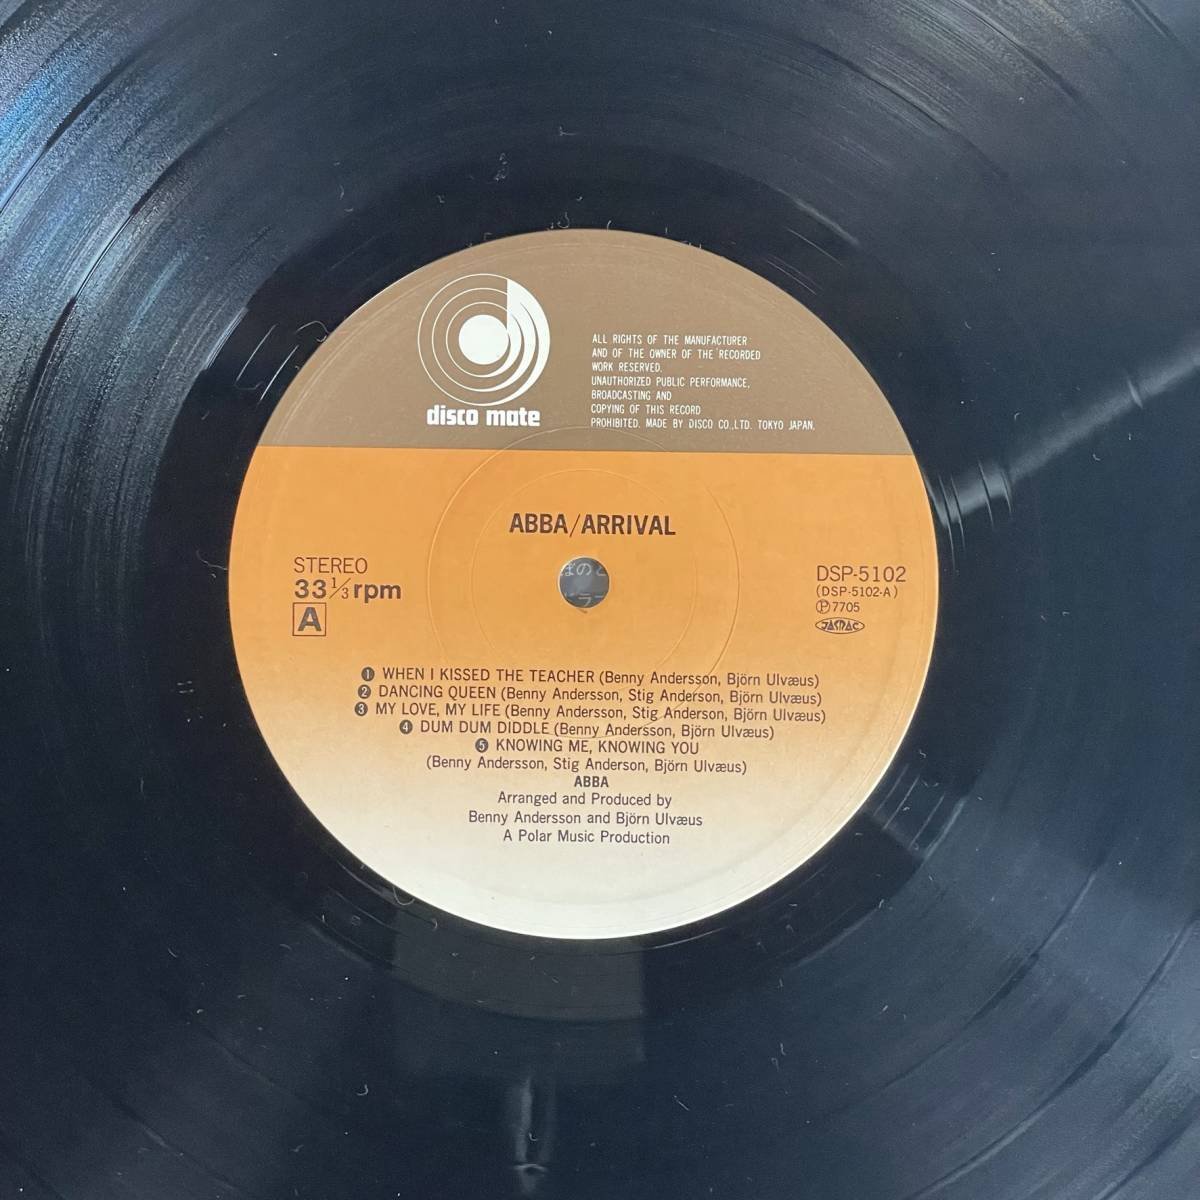 disco mate
ALL RIGHTS OF THE MANUFACTURER
AND OF THE OWNER OF THE RECORDED
WORK RESERVED.
UNAUTHORIZED PUBLIC PERFORMANCE,
BROADCASTING AND
COPYING OF THIS RECORD
PROHIBITED. MADE BY DISCO CO.,LTD. TOKYO JAPAN.
ABBA/ARRIVAL
STEREO
33 1/3 rpm
A
DSP-5102
(DSP-5102-A)
Ⓟ7705
JASRAC
❶ WHEN I KISSED THE TEACHER (Benny Andersson, Björn Ulvæus)
❷ DANCING QUEEN (Benny Andersson, Stig Anderson, Björn Ulvæus)
❸ MY LOVE, MY LIFE (Benny Andersson, Stig Anderson, Björn Ulvæus)
❹ DUM DUM DIDDLE (Benny Andersson, Björn Ulvæus)
❺ KNOWING ME, KNOWING YOU
(Benny Andersson, Stig Anderson, Björn Ulvæus)
ABBA
Arranged and Produced by
Benny Andersson and Björn Ulvæus
A Polar Music Production